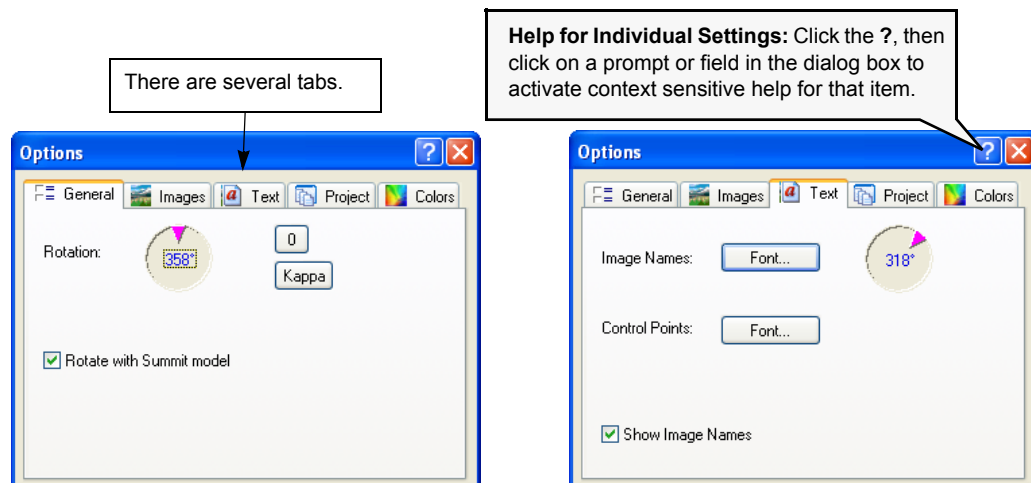 There are several tabs.
Help for Individual Settings: Click the ?, then
click on a prompt or field in the dialog box to
activate context sensitive help for that item.
Options
General Images Text Project Colors
Rotation:
358°
0
Kappa
Rotate with Summit model
Options
General Images Text Project Colors
Image Names:
Font...
318°
Control Points:
Font...
Show Image Names